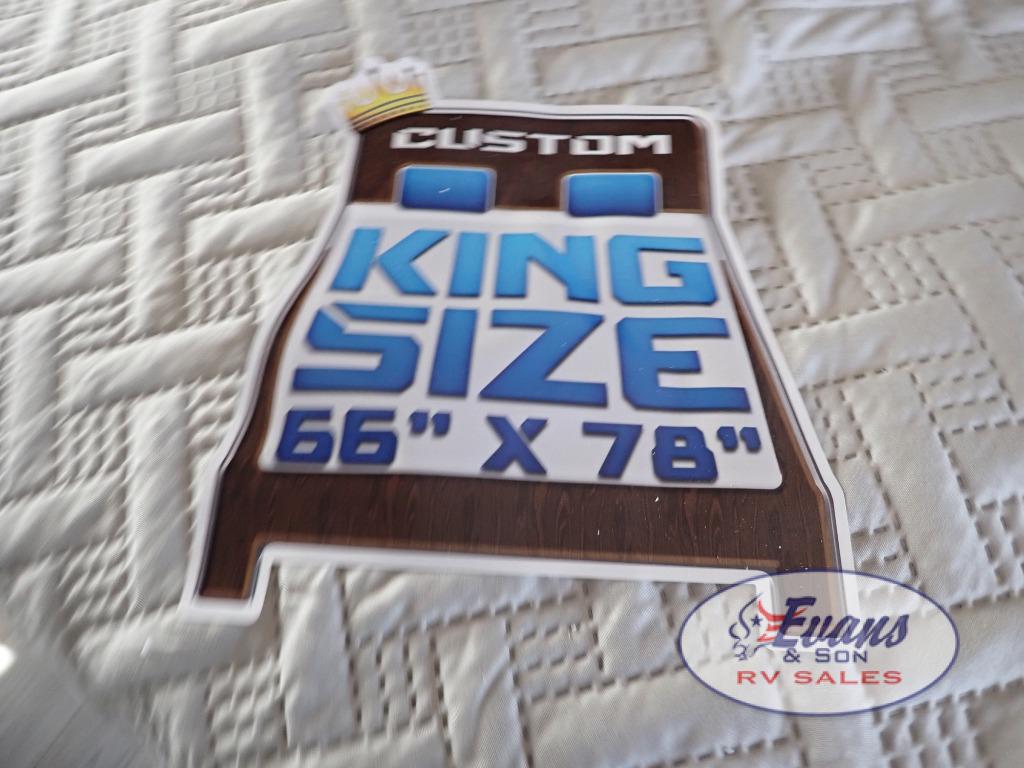 CUSTOM
KING
SIZE
66" X 78"
Evans
& SON
RV SALES